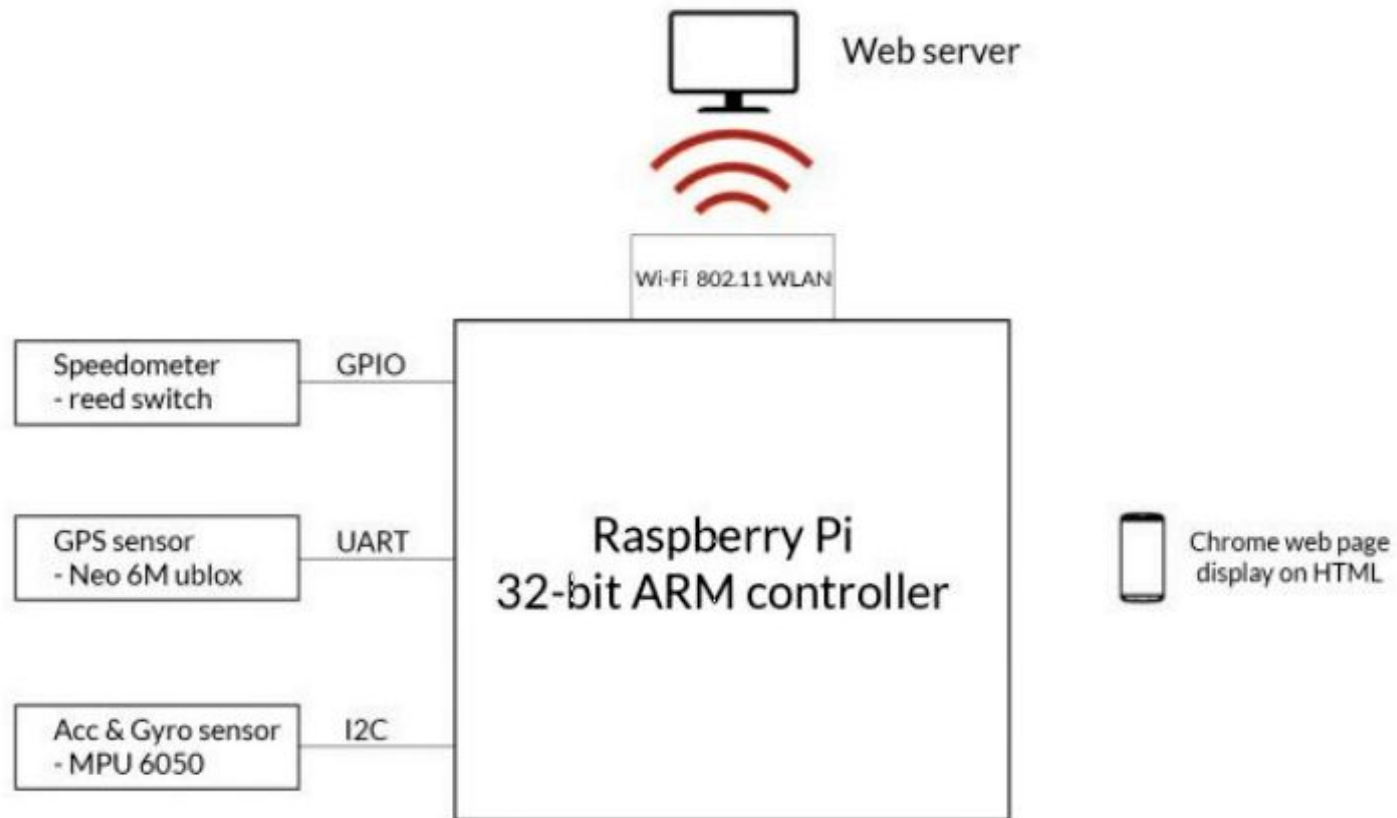 Web server
Wi-Fi 802.11 WLAN
Speedometer
- reed switch
GPIO
GPS sensor
- Neo 6M ublox
UART
Raspberry Pi
32-bit ARM controller
Chrome web page
display on HTML
Acc & Gyro sensor
- MPU 6050
I2C